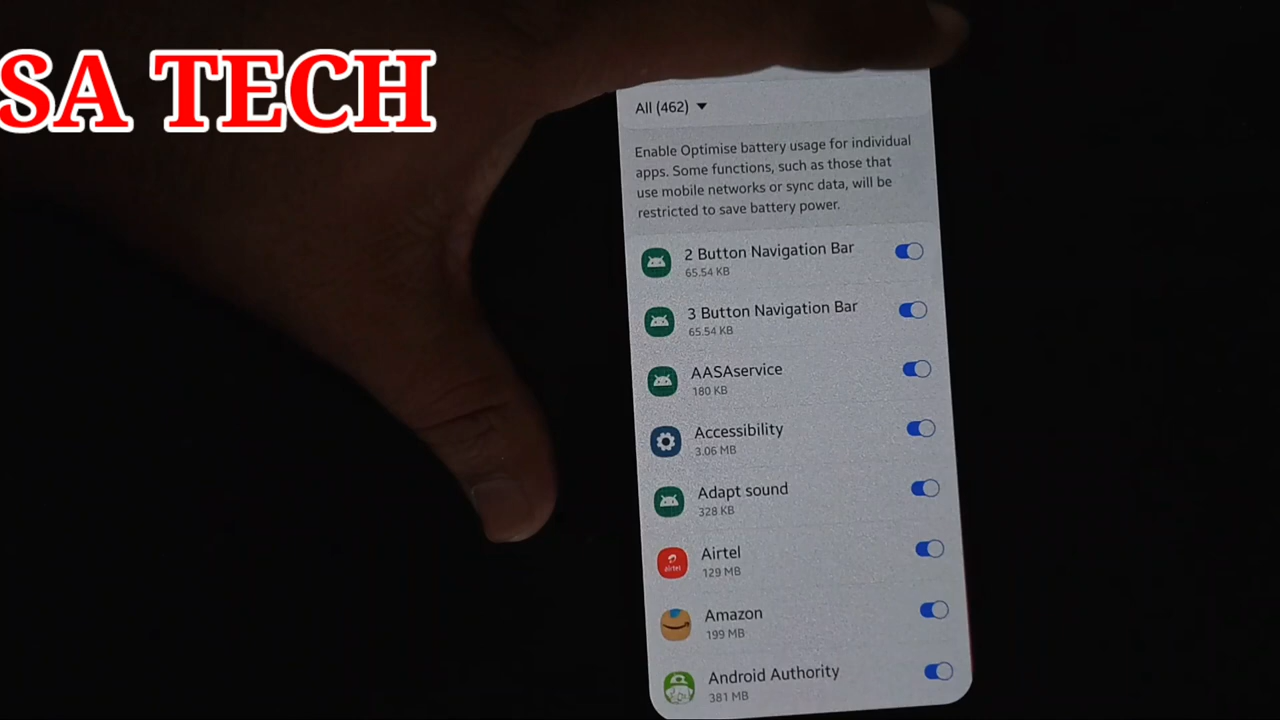 SA TECH
All (462)
Enable Optimise battery usage for individual
apps. Some functions, such as those that
use mobile networks or sync data, will be
restricted to save battery power.
2 Button Navigation Bar
65.54 KB
3 Button Navigation Bar
65.54 KB
AASAservice
180 KB
Accessibility
3.06 MB
Adapt sound
328 KB
airtel
Airtel
129 MB
Amazon
199 MB
Android Authority
381 MB